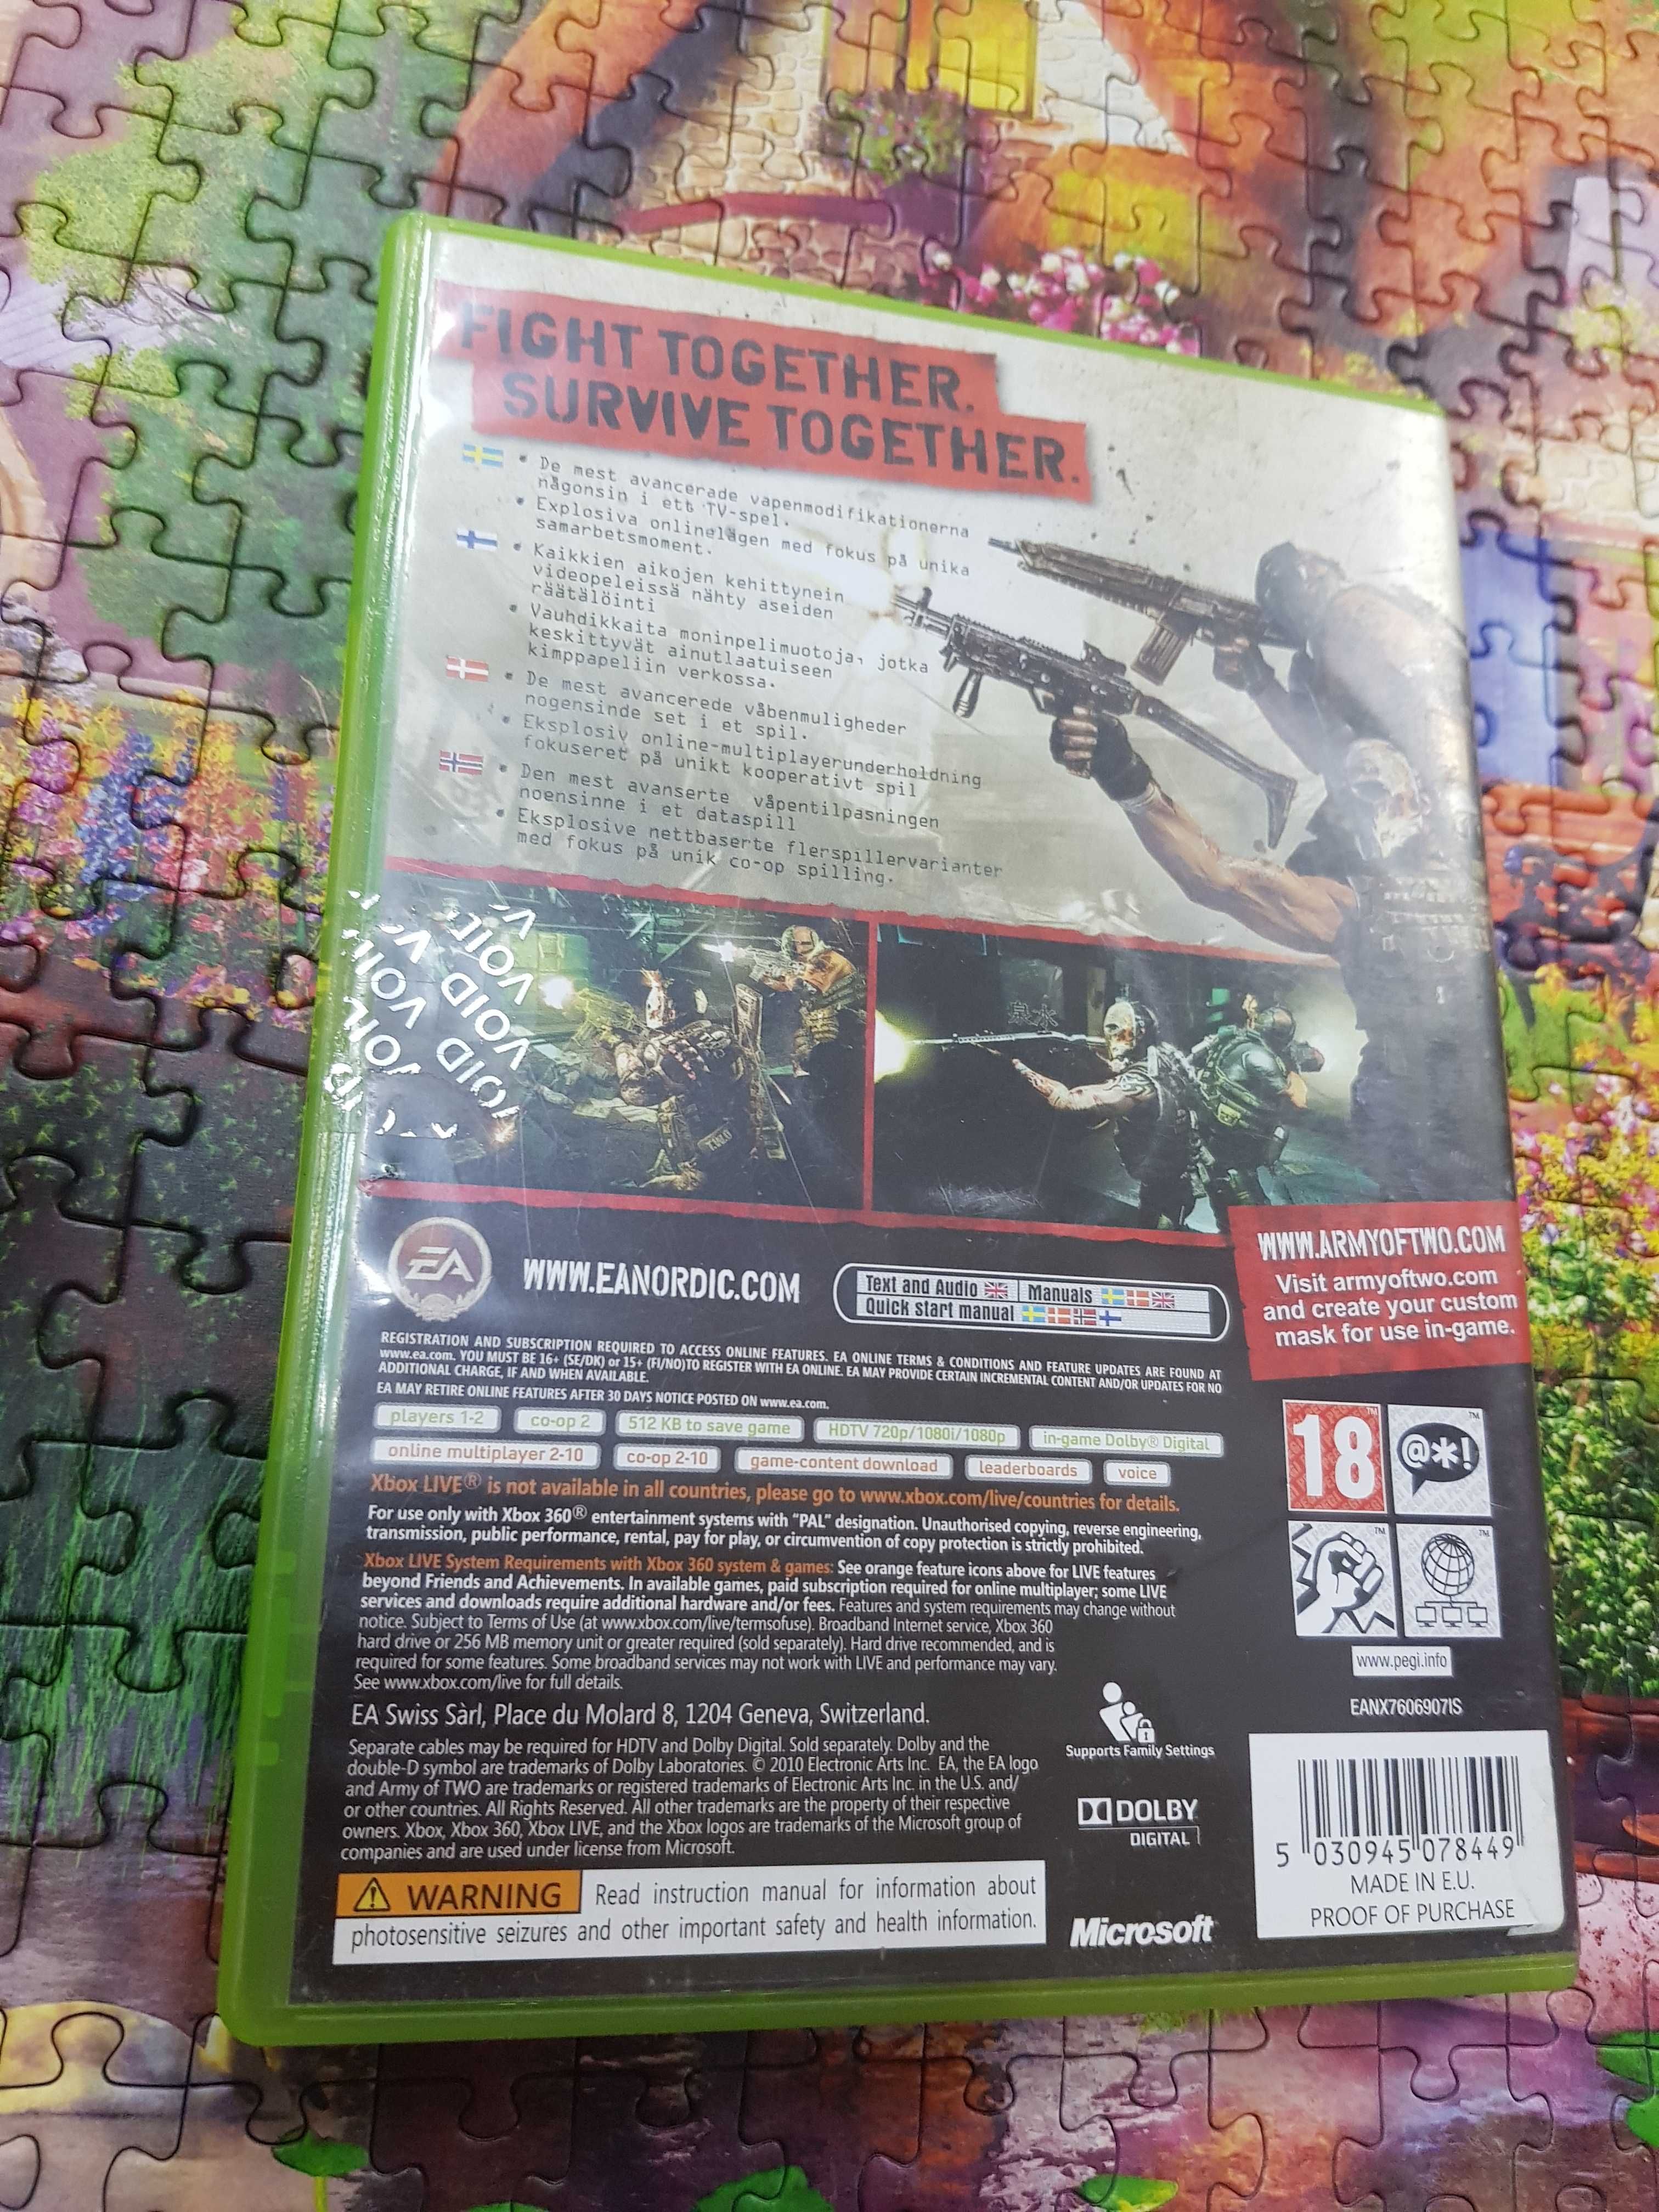 FIGHT TOGETHER.
SURVIVE TOGETHER.
• De mest avancerade vapenmodifikationerna
någonsin i ett TV-spel.
• Explosiva onlinelägen med fokus på unika
samarbetsmoment.
• Kaikkien aikojen kehittynein
videopeleissä nähty aseiden
räätälöinti
• Vauhdikkaita moninpelimuotoja, jotka
keskittyvät ainutlaatuiseen
kimppapeliin verkossa.
• De mest avancerede våbenmuligheder
nogensinde set i et spil.
• Eksplosiv online-multiplayerunderholdning
fokuseret på unikt kooperativt spil
• Den mest avanserte våpentilpasningen
noensinne i et dataspill
• Eksplosive nettbaserte flerspillervarianter
med fokus på unik co-op spilling.
VOID
VOID VOID
泉水
EA
WWW.EANORDIC.COM
Text and Audio Manuals
Quick start manual
WWW.ARMYOFTWO.COM
Visit armyoftwo.com
and create your custom
mask for use in-game.
REGISTRATION AND SUBSCRIPTION REQUIRED TO ACCESS ONLINE FEATURES. EA ONLINE TERMS & CONDITIONS AND FEATURE UPDATES ARE FOUND AT
www.ea.com. YOU MUST BE 16+ (SE/DK) or 15+ (FI/NO)TO REGISTER WITH EA ONLINE. EA MAY PROVIDE CERTAIN INCREMENTAL CONTENT AND/OR UPDATES FOR NO
ADDITIONAL CHARGE, IF AND WHEN AVAILABLE.
EA MAY RETIRE ONLINE FEATURES AFTER 30 DAYS NOTICE POSTED ON www.ea.com.
players 1-2 co-op 2 512 KB to save game HDTV 720p/1080i/1080p in-game Dolby® Digital
online multiplayer 2-10 co-op 2-10 game-content download leaderboards voice
Xbox LIVE® is not available in all countries, please go to www.xbox.com/live/countries for details.
For use only with Xbox 360® entertainment systems with "PAL" designation. Unauthorised copying, reverse engineering,
transmission, public performance, rental, pay for play, or circumvention of copy protection is strictly prohibited.
Xbox LIVE System Requirements with Xbox 360 system & games: See orange feature icons above for LIVE features
beyond Friends and Achievements. In available games, paid subscription required for online multiplayer; some LIVE
services and downloads require additional hardware and/or fees. Features and system requirements may change without
notice. Subject to Terms of Use (at www.xbox.com/live/termsofuse). Broadband Internet service, Xbox 360
hard drive or 256 MB memory unit or greater required (sold separately). Hard drive recommended, and is
required for some features. Some broadband services may not work with LIVE and performance may vary.
See www.xbox.com/live for full details.
EA Swiss Sàrl, Place du Molard 8, 1204 Geneva, Switzerland.
Separate cables may be required for HDTV and Dolby Digital. Sold separately. Dolby and the
double-D symbol are trademarks of Dolby Laboratories. © 2010 Electronic Arts Inc. EA, the EA logo
and Army of TWO are trademarks or registered trademarks of Electronic Arts Inc. in the U.S. and/
or other countries. All Rights Reserved. All other trademarks are the property of their respective
owners. Xbox, Xbox 360, Xbox LIVE, and the Xbox logos are trademarks of the Microsoft group of
companies and are used under license from Microsoft.
WARNING Read instruction manual for information about
photosensitive seizures and other important safety and health information.
18
@*!
www.pegi.info
EANX7606907IS
Supports Family Settings
DOLBY
DIGITAL
Microsoft
5 030945 078449
MADE IN E.U.
PROOF OF PURCHASE